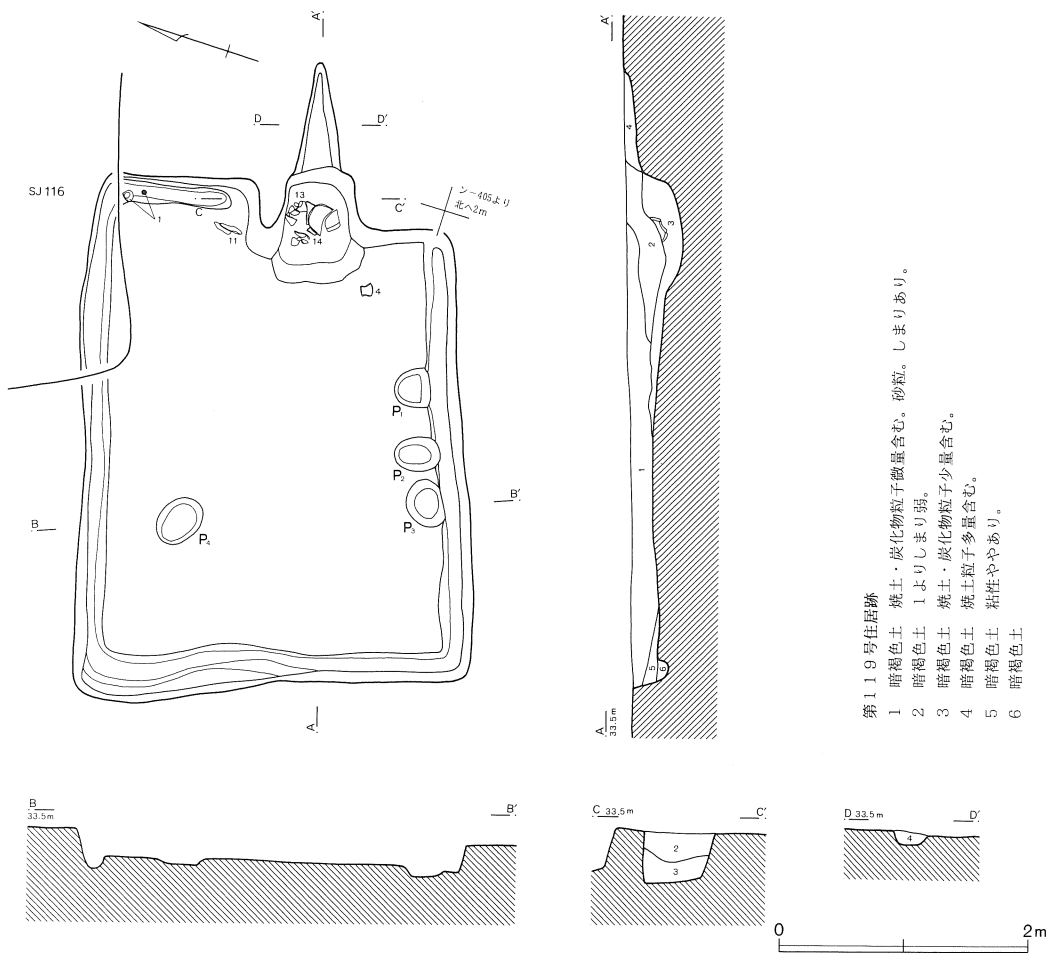 A'
D
D'
SJ 116
1
C
C'
ン−405より
北へ2m
13
14
11
4
P₁
P₂
P₃
P₄
B
B'
A
A'
4
3
2
1
5
6
A
33.5m
第119号住居跡
1 暗褐色土 焼土・炭化物粒子微量含む。砂粒。しまりあり。
2 暗褐色土 1よりしまり弱。
3 暗褐色土 焼土・炭化物粒子少量含む。
4 暗褐色土 焼土粒子多量含む。
5 暗褐色土 粘性ややあり。
6 暗褐色土
B
33.5m
B'
C 33.5m
C'
2
3
D 33.5m
D'
4
0
2m